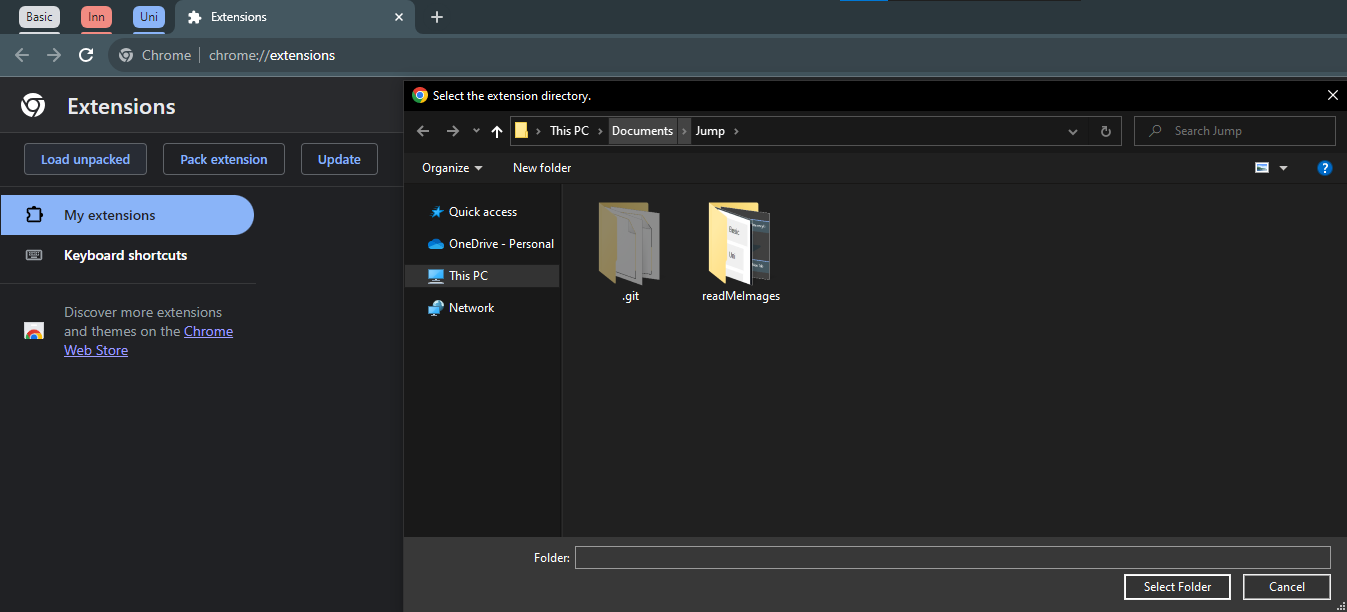 Basic
Inn
Uni
Extensions
Chrome
chrome://extensions
Extensions
Load unpacked
Pack extension
Update
My extensions
Keyboard shortcuts
Discover more extensions
and themes on the Chrome
Web Store
Select the extension directory.
This PC
Documents
Jump
Search Jump
Organize
New folder
?
Quick access
OneDrive - Personal
This PC
Network
Basic
Uni
.git
readMeImages
Folder:
Select Folder
Cancel